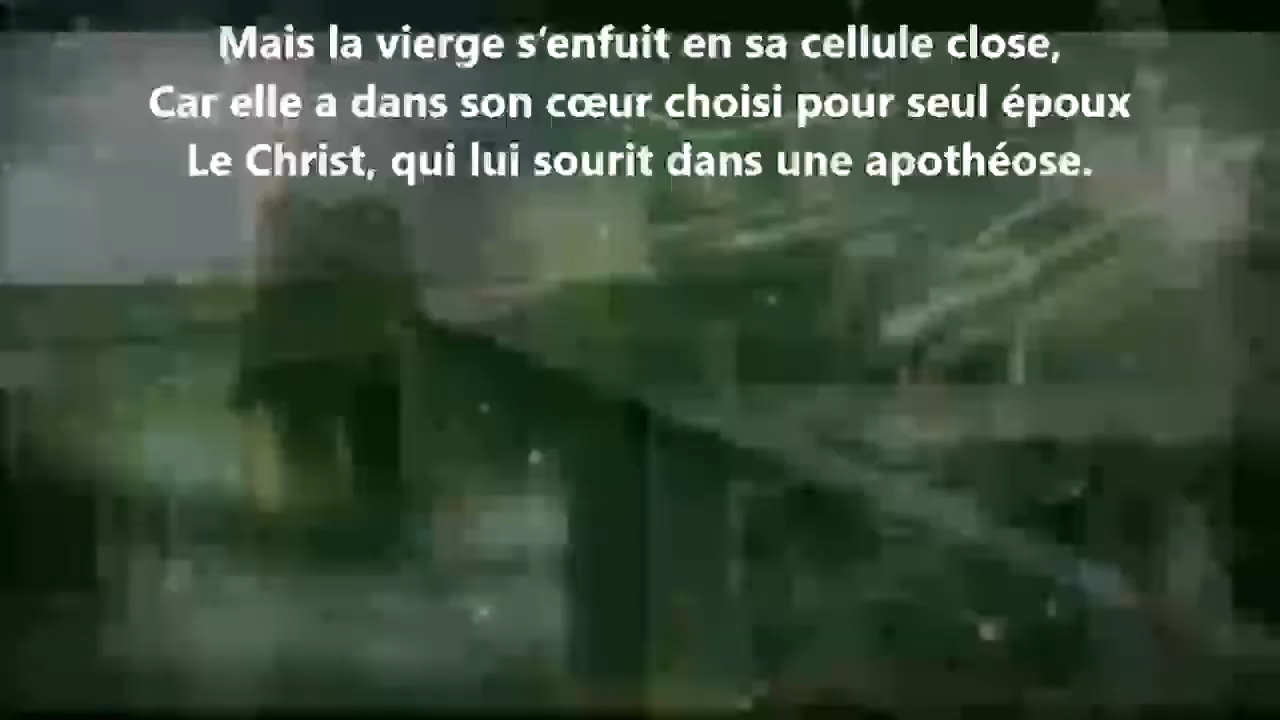 Mais la vierge s’enfuit en sa cellule close,
Car elle a dans son cœur choisi pour seul époux
Le Christ, qui lui sourit dans une apothéose.